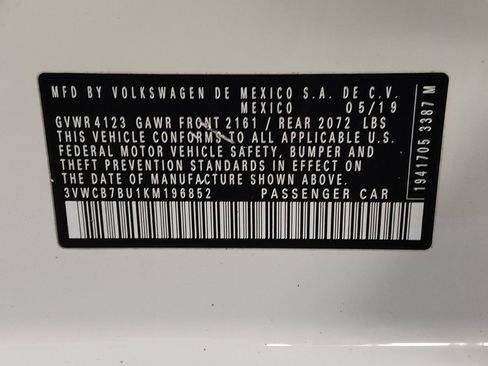 MFD BY VOLKSWAGEN DE MEXICO S.A. DE C.V.
MEXICO 05/19
GVWR 4123 GAWR FRONT 2161 / REAR 2072 LBS
THIS VEHICLE CONFORMS TO ALL APPLICABLE U.S.
FEDERAL MOTOR VEHICLE SAFETY, BUMPER AND
THEFT PREVENTION STANDARDS IN EFFECT ON
THE DATE OF MANUFACTURE SHOWN ABOVE.
3VWCB7BU1KM196852 PASSENGER CAR
1941705 3387 M